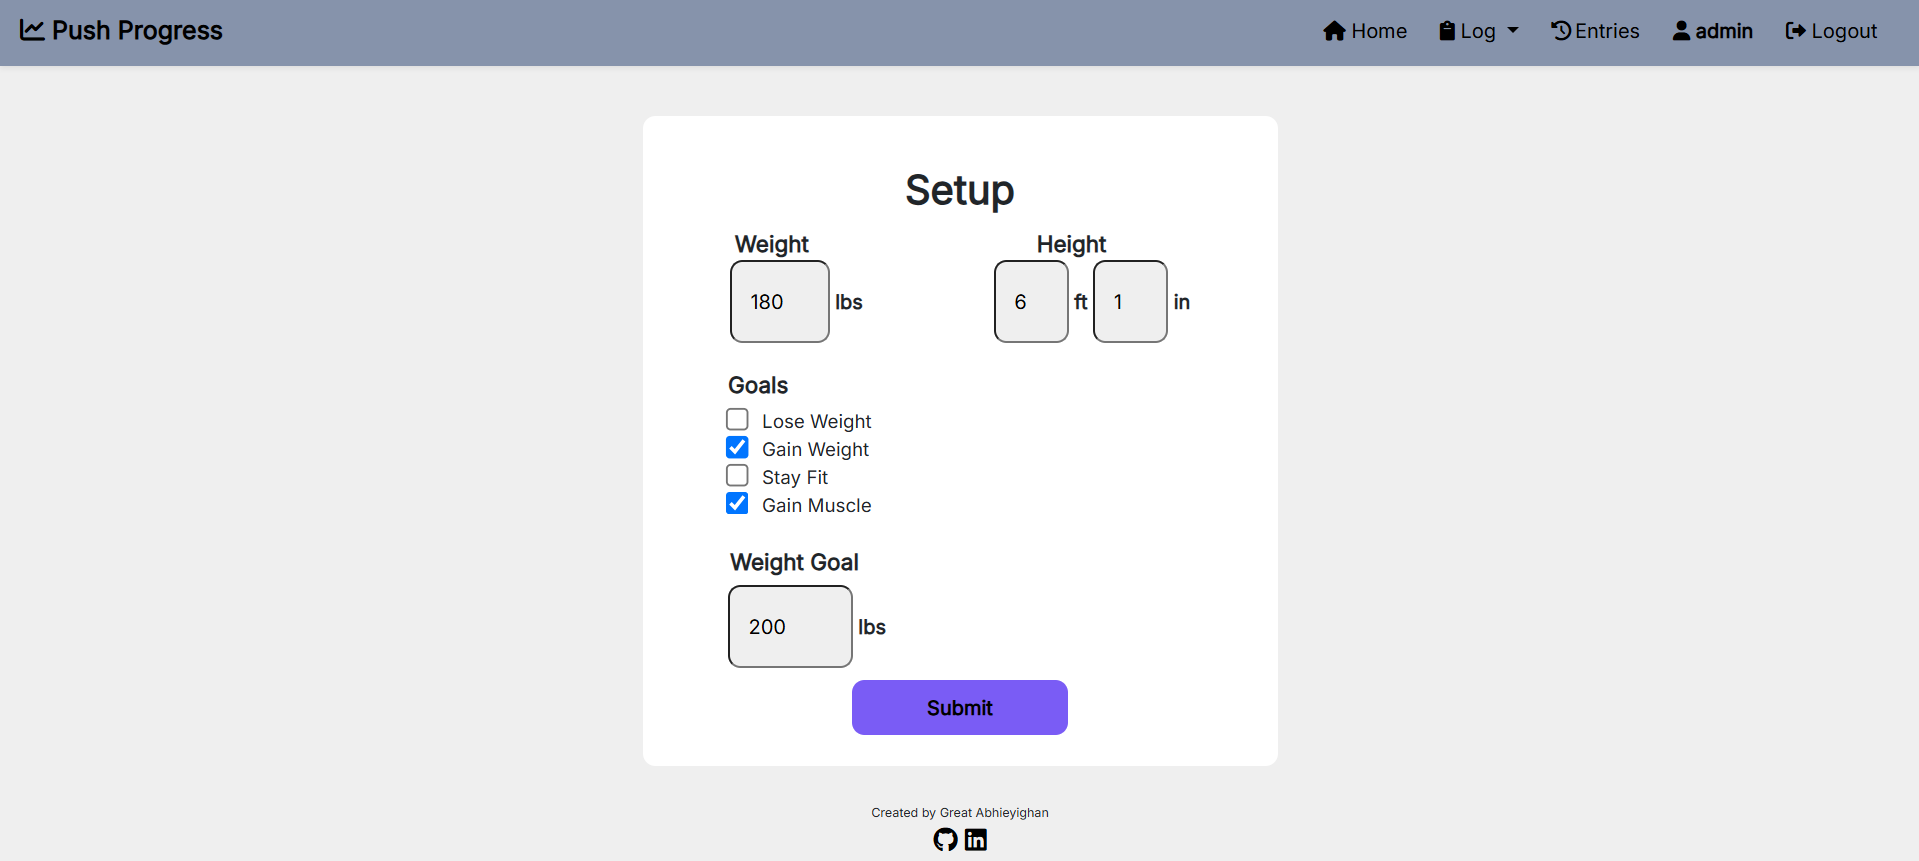 Push Progress
Home Log Entries admin Logout
Setup
Weight Height
180 lbs 6 ft 1 in
Goals
Lose Weight
Gain Weight
Stay Fit
Gain Muscle
Weight Goal
200 lbs
Submit
Created by Great Abhieyighan